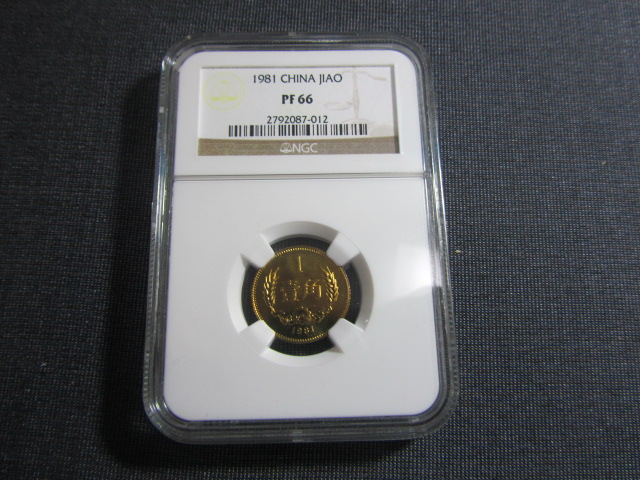 1981 CHINA JIAO
PF 66
2792087-012
NGC
1
壹角
1981